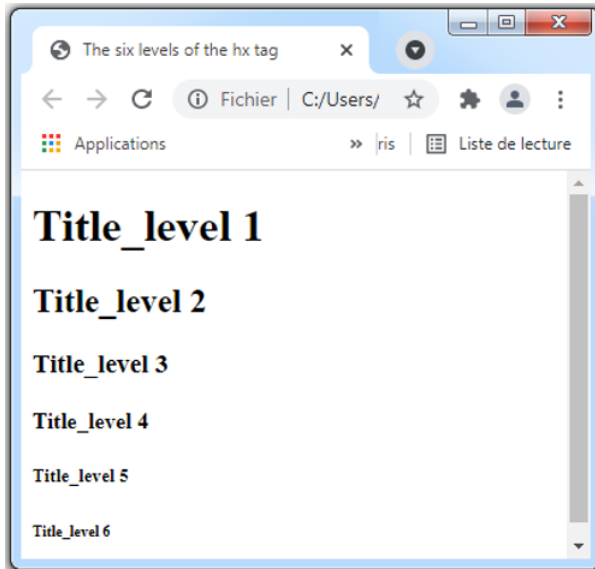 The six levels of the hx tag
Fichier C:/Users/
Applications » ris Liste de lecture
Title_level 1
Title_level 2
Title_level 3
Title_level 4
Title_level 5
Title_level 6